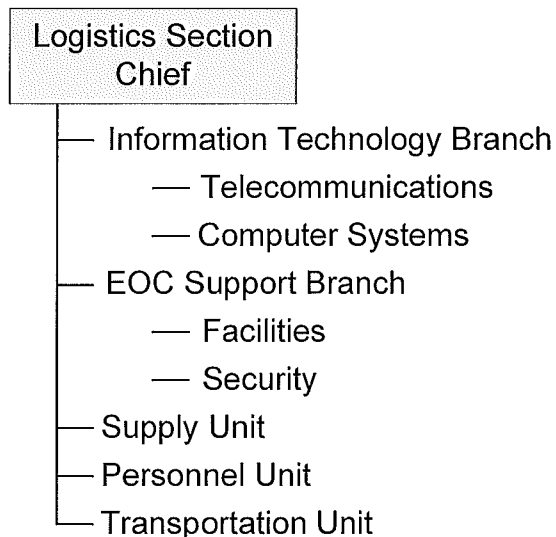 Logistics Section
Chief
Information Technology Branch
Telecommunications
Computer Systems
EOC Support Branch
Facilities
Security
Supply Unit
Personnel Unit
Transportation Unit